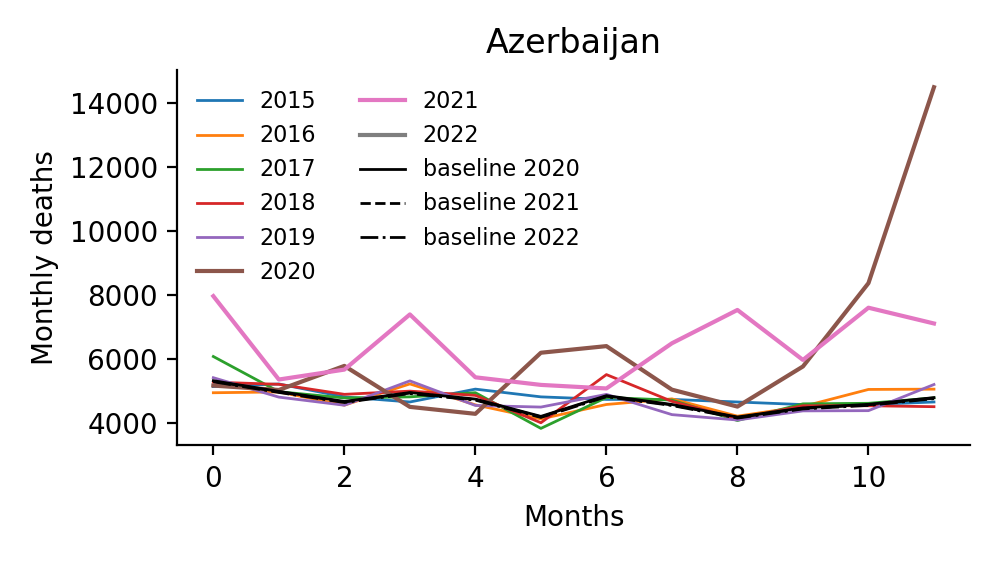 Azerbaijan
Monthly deaths
14000
12000
10000
8000
6000
4000
2015
2016
2017
2018
2019
2020
2021
2022
baseline 2020
baseline 2021
baseline 2022
0 2 4 6 8 10
Months